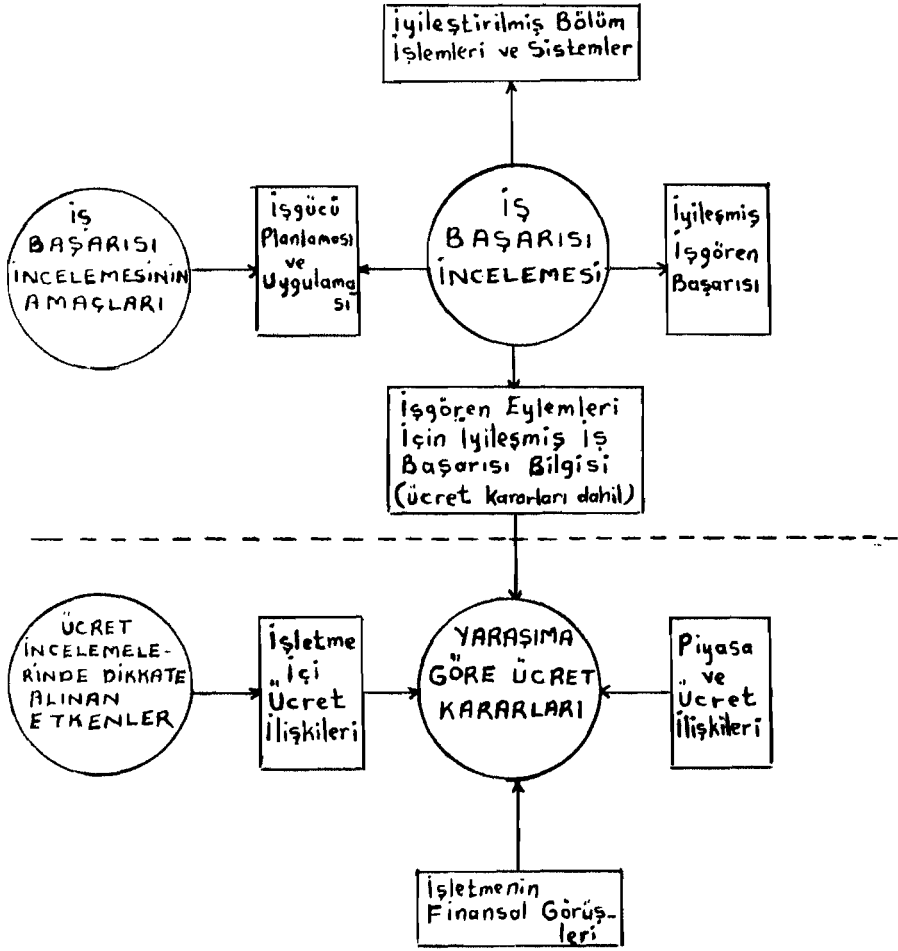 İyileştirilmiş Bölüm
İşlemleri ve Sistemler
İŞ
BAŞARISI
İNCELEMESİNİN
AMAÇLARI
İşgücü
Planlaması
ve
Uygulama
sı
İŞ
BAŞARISI
İNCELEMESİ
İyileşmiş
İşgören
Başarısı
İşgören Eylemleri
İçin İyileşmiş İş
Başarısı Bilgisi
(ücret kararları dahil)
ÜCRET
İNCELEMELE-
RİNDE DİKKATE
ALINAN
ETKENLER
İşletme
İçi
Ücret
İlişkileri
YARAŞIMA
GÖRE ÜCRET
KARARLARI
Piyasa
ve
Ücret
İlişkileri
İşletmenin
Finansal Görüş-
leri